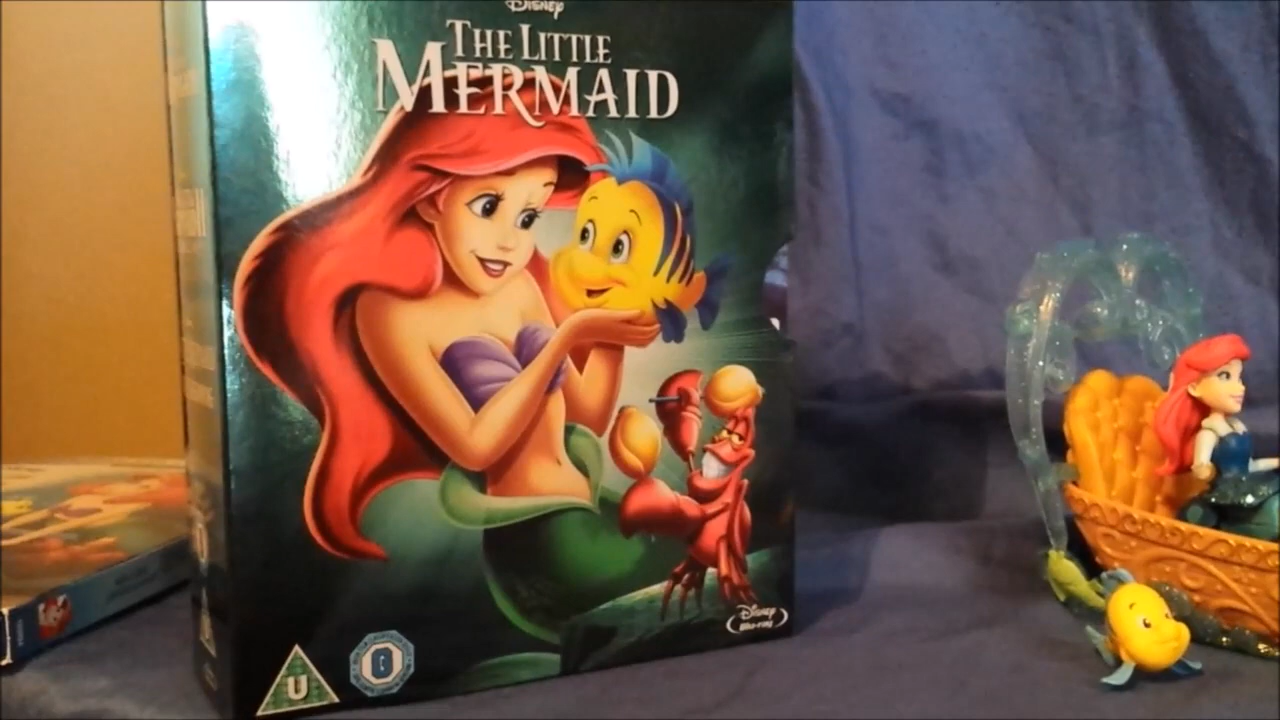 Disney
THE LITTLE
MERMAID
Disney
Blu-ray
U